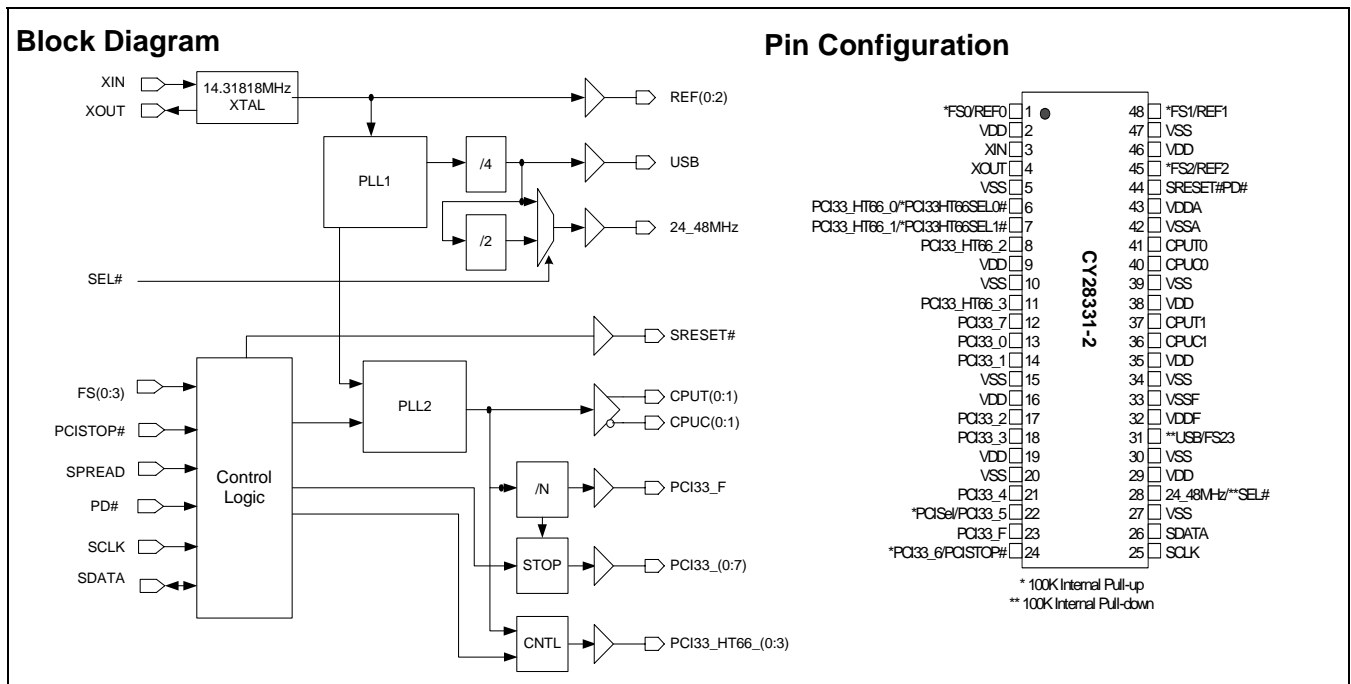 Block Diagram
XIN
XOUT
14.31818MHz
XTAL
REF(0:2)
PLL1
/4
USB
/2
24_48MHz
SEL#
SRESET#
FS(0:3)
PCISTOP#
SPREAD
PD#
SCLK
SDATA
Control
Logic
PLL2
CPUT(0:1)
CPUC(0:1)
/N
PCI33_F
STOP
PCI33_(0:7)
CNTL
PCI33_HT66_(0:3)
Pin Configuration
*FS0/REF0 1
VDD 2
XIN 3
XOUT 4
VSS 5
PCI33_HT66_0/*PCI33HT66SEL0# 6
PCI33_HT66_1/*PCI33HT66SEL1# 7
PCI33_HT66_2 8
VDD 9
VSS 10
PCI33_HT66_3 11
PCI33_7 12
PCI33_0 13
PCI33_1 14
VSS 15
VDD 16
PCI33_2 17
PCI33_3 18
VDD 19
VSS 20
PCI33_4 21
*PCISel/PCI33_5 22
PCI33_F 23
*PCI33_6/PCISTOP# 24
CY28331-2
48 *FS1/REF1
47 VSS
46 VDD
45 *FS2/REF2
44 SRESET#PD#
43 VDDA
42 VSSA
41 CPUT0
40 CPUC0
39 VSS
38 VDD
37 CPUT1
36 CPUC1
35 VDD
34 VSS
33 VSSF
32 VDDF
31 **USB/FS23
30 VSS
29 VDD
28 24_48MHz/**SEL#
27 VSS
26 SDATA
25 SCLK
* 100K Internal Pull-up
** 100K Internal Pull-down